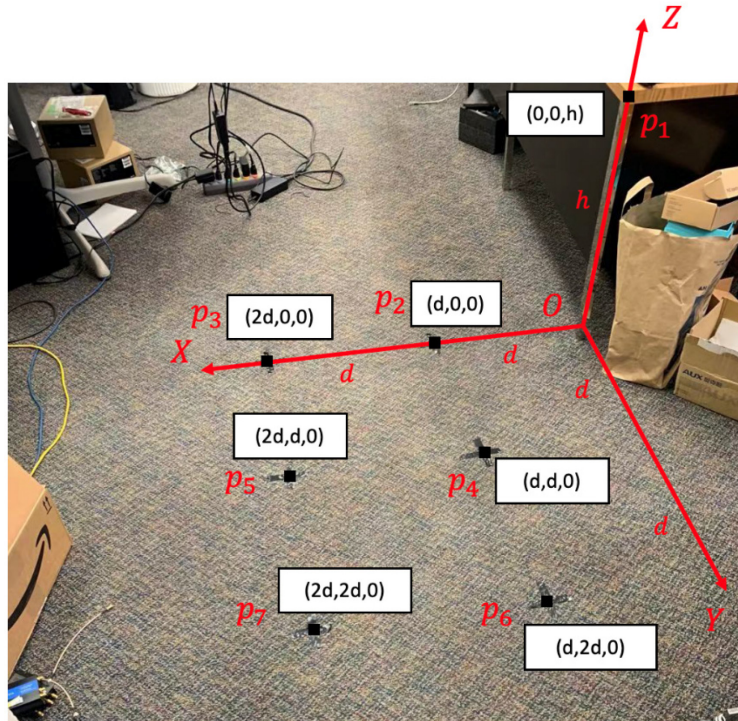 Z
(0,0,h)
p₁
h
p₃
(2d,0,0)
p₂
(d,0,0)
O
X
d
d
d
(2d,d,0)
p₅
p₄
(d,d,0)
AUX
d
(2d,2d,0)
p₇
p₆
(d,2d,0)
Y